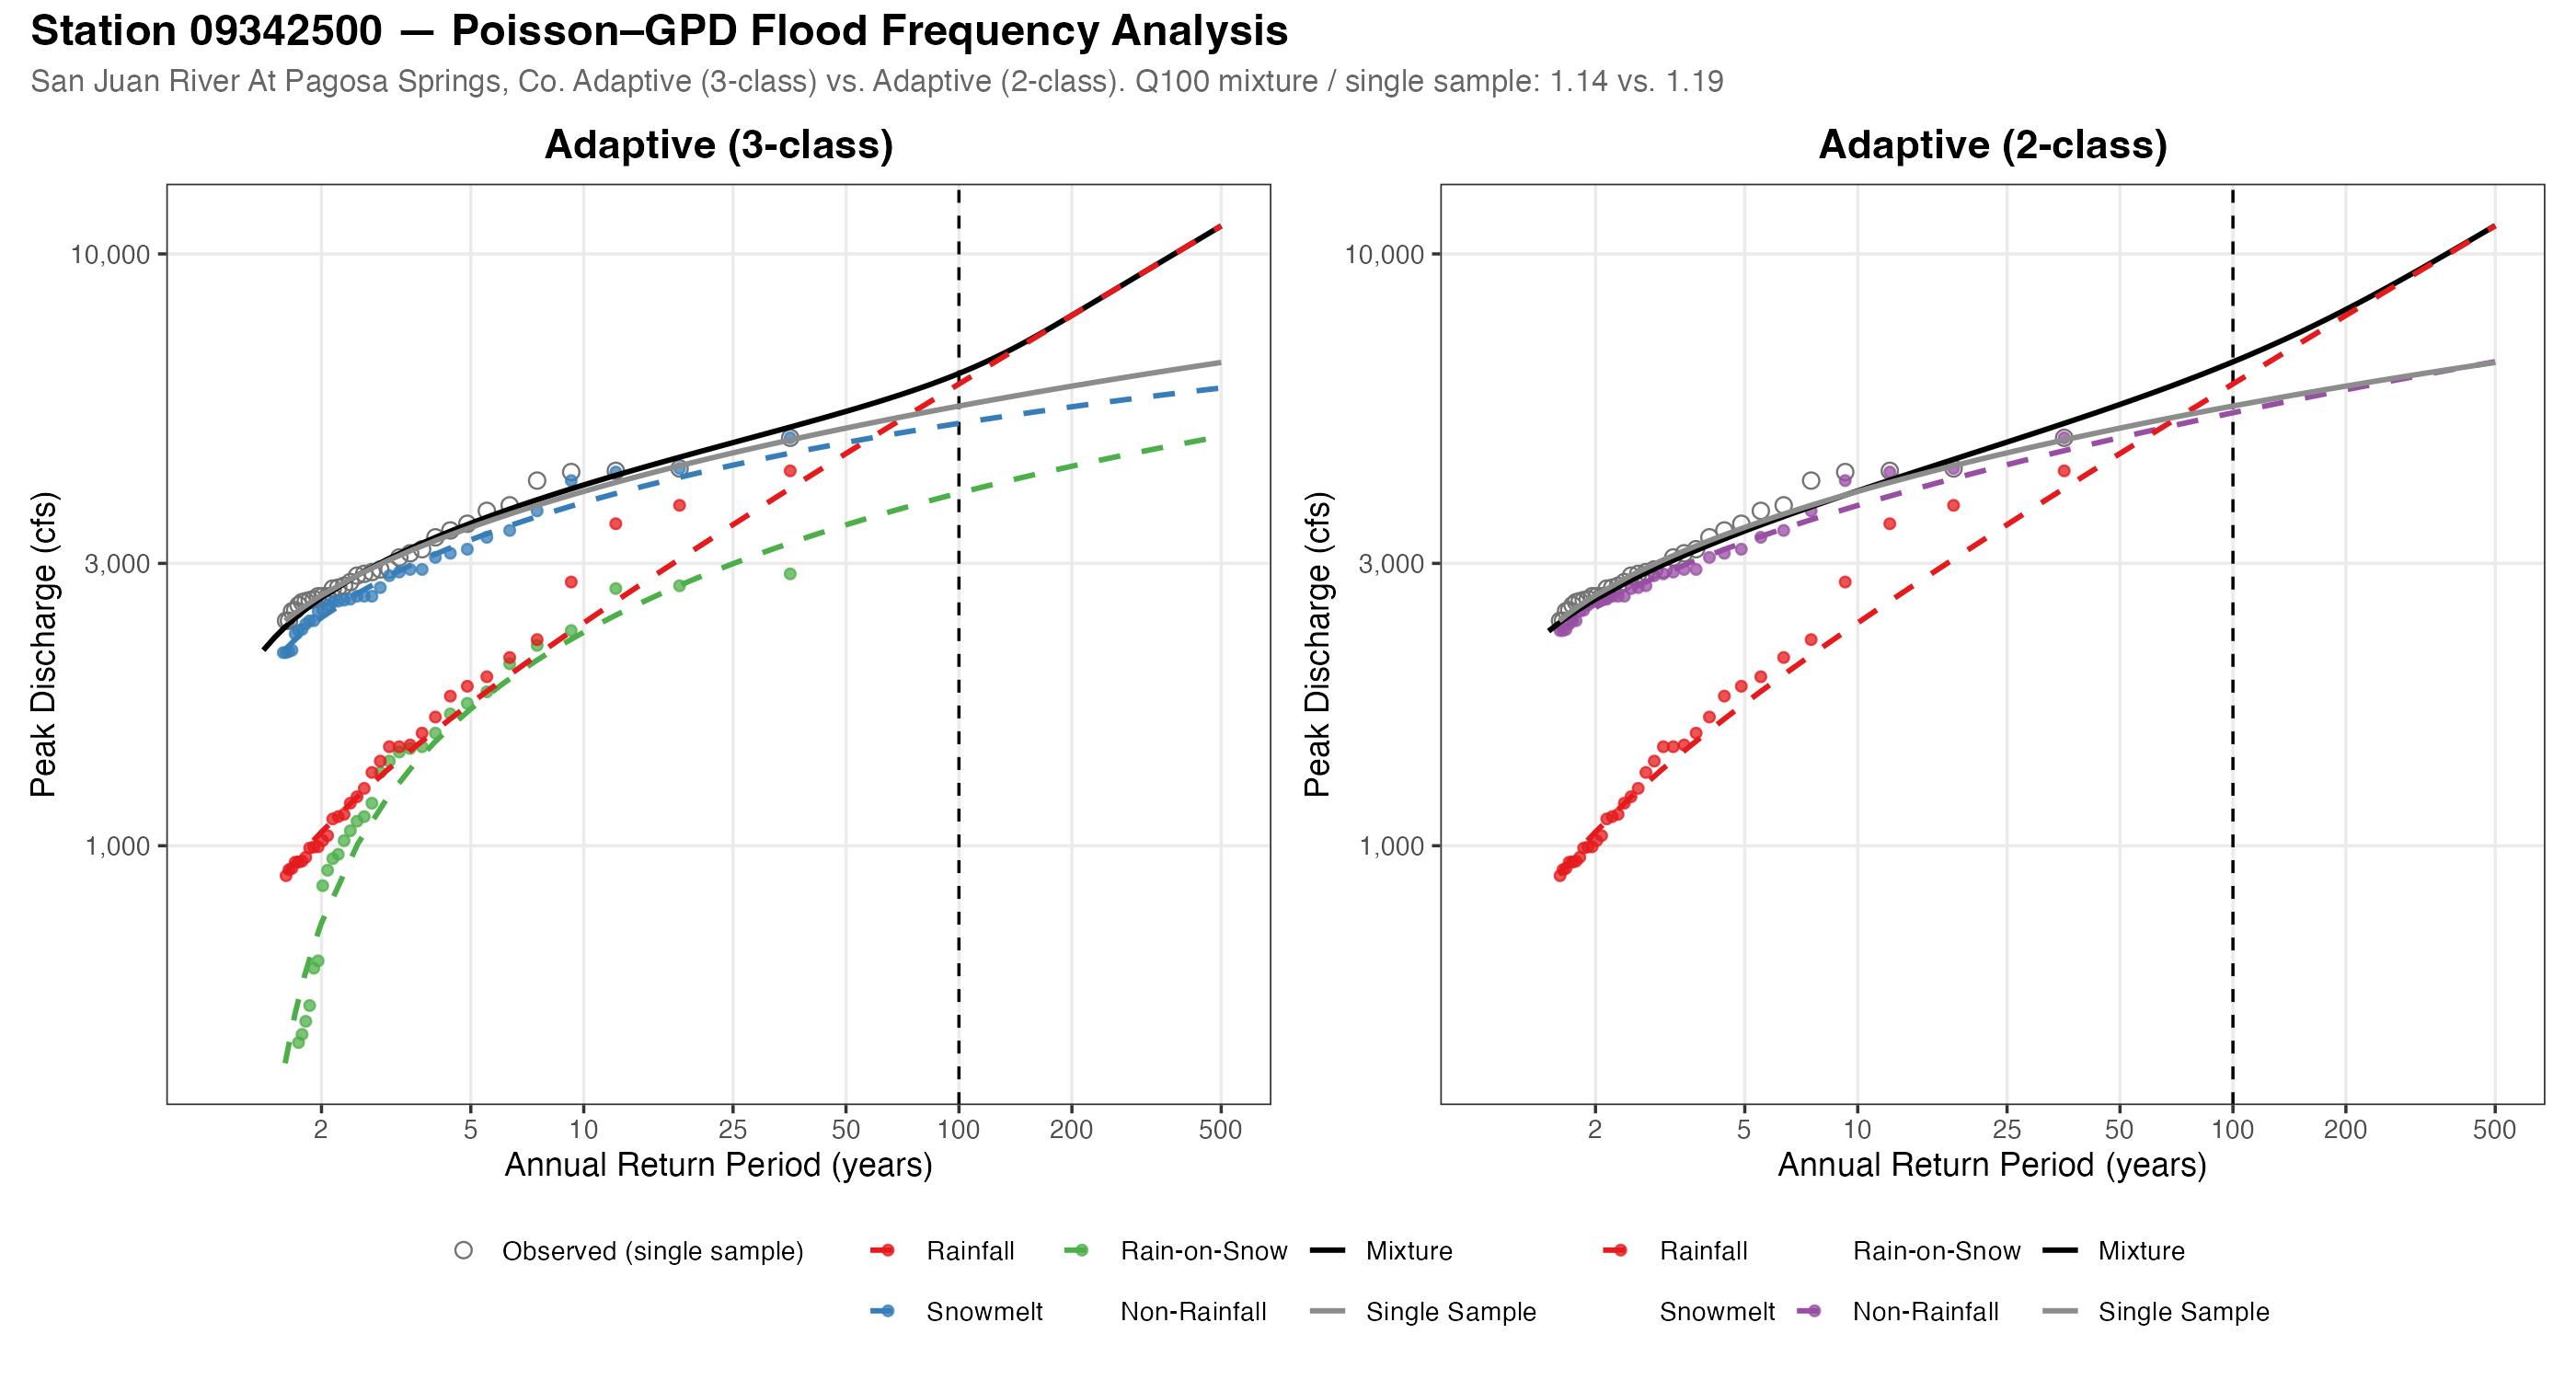 Station 09342500 — Poisson–GPD Flood Frequency Analysis
San Juan River At Pagosa Springs, Co. Adaptive (3-class) vs. Adaptive (2-class). Q100 mixture / single sample: 1.14 vs. 1.19
Adaptive (3-class)
Peak Discharge (cfs)
10,000
3,000
1,000
2 5 10 25 50 100 200 500
Annual Return Period (years)
Adaptive (2-class)
Peak Discharge (cfs)
10,000
3,000
1,000
2 5 10 25 50 100 200 500
Annual Return Period (years)
Observed (single sample) Rainfall Rain-on-Snow Mixture Rainfall Rain-on-Snow Mixture
Snowmelt Non-Rainfall Single Sample Snowmelt Non-Rainfall Single Sample